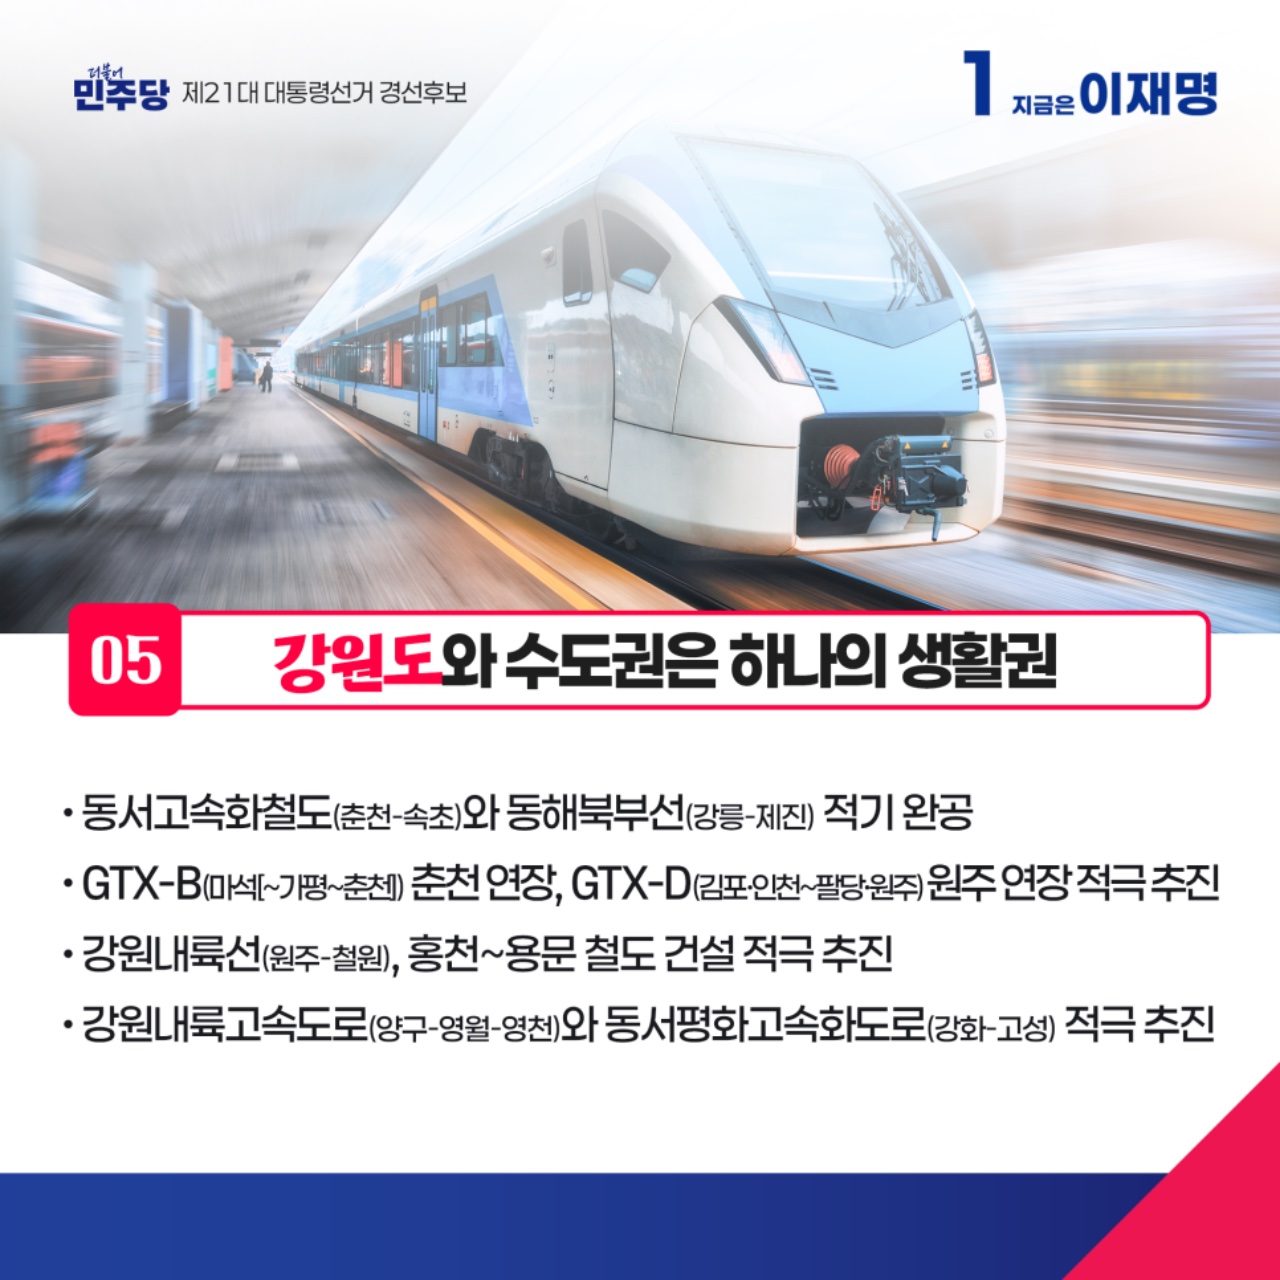 더불어
민주당 제21대 대통령선거 경선후보
1 지금은 이재명
05 강원도와 수도권은 하나의 생활권
• 동서고속화철도(춘천-속초)와 동해북부선(강릉-제진) 적기 완공
• GTX-B(마석[~가평~춘천]) 춘천 연장, GTX-D(김포·인천~팔당·원주) 원주 연장 적극 추진
• 강원내륙선(원주-철원), 홍천~용문 철도 건설 적극 추진
• 강원내륙고속도로(양구-영월-영천)와 동서평화고속화도로(강화-고성) 적극 추진